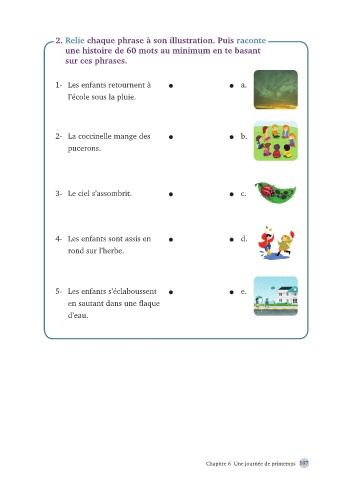 2. Relie chaque phrase à son illustration. Puis raconte
une histoire de 60 mots au minimum en te basant
sur ces phrases.
1- Les enfants retournent à
l'école sous la pluie.
a.
2- La coccinelle mange des
pucerons.
b.
3- Le ciel s'assombrit.
c.
4- Les enfants sont assis en
rond sur l'herbe.
d.
5- Les enfants s'éclaboussent
en sautant dans une flaque
d'eau.
e.
Chapitre 6 Une journée de printemps 107